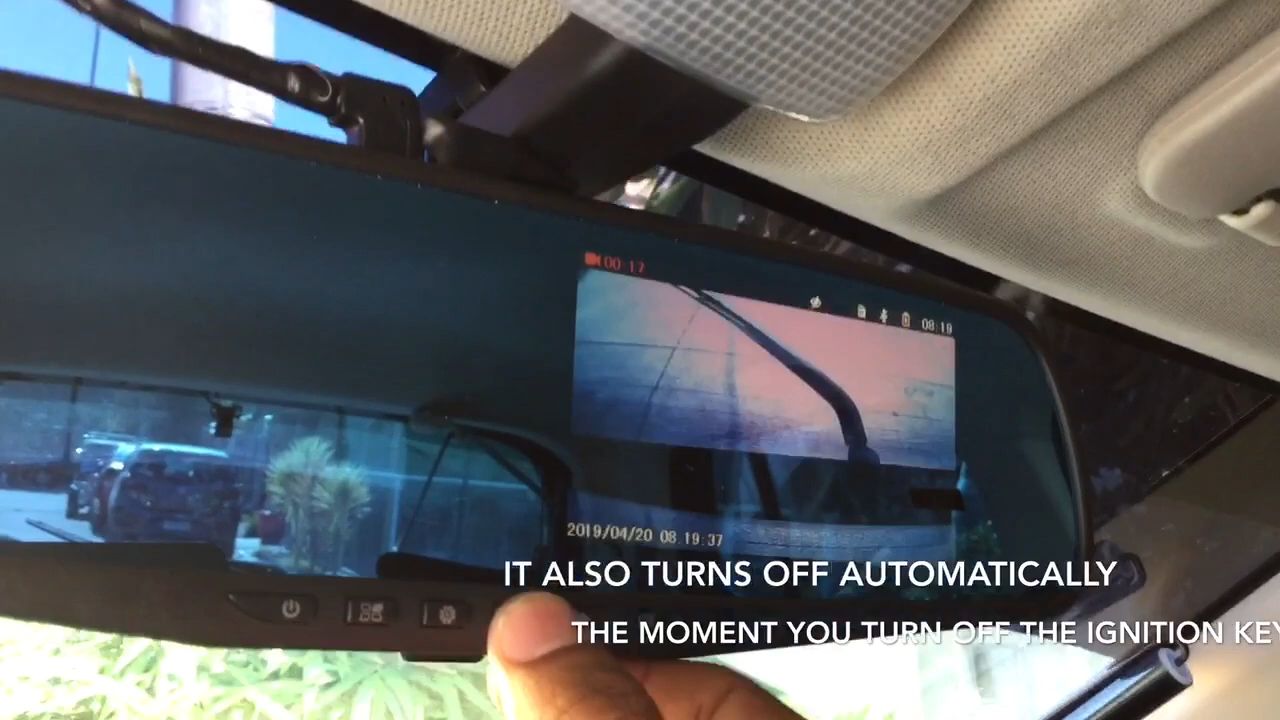 00:17
08:19
2019/04/20 08:19:37
IT ALSO TURNS OFF AUTOMATICALLY
THE MOMENT YOU TURN OFF THE IGNITION KEY